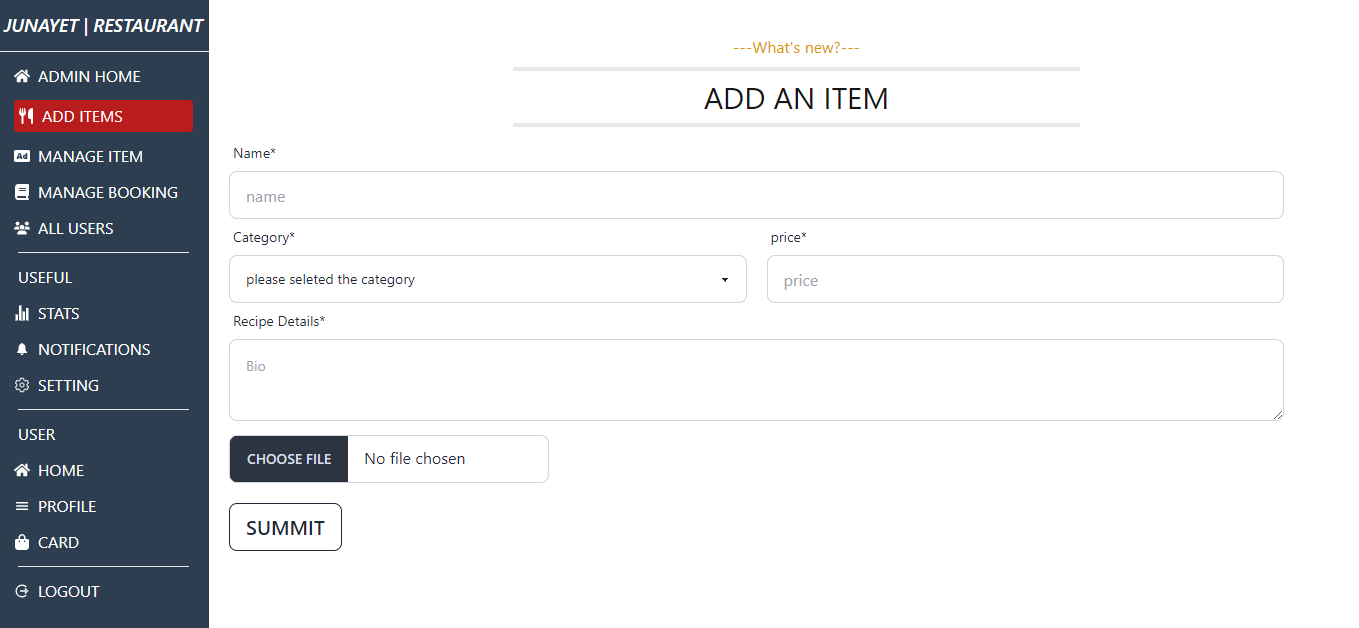 JUNAYET | RESTAURANT
ADMIN HOME
ADD ITEMS
Ad MANAGE ITEM
MANAGE BOOKING
ALL USERS
USEFUL
STATS
NOTIFICATIONS
SETTING
USER
HOME
PROFILE
CARD
LOGOUT
---What's new?---
ADD AN ITEM
Name*
name
Category* price*
please seleted the category price
Recipe Details*
Bio
CHOOSE FILE No file chosen
SUMMIT